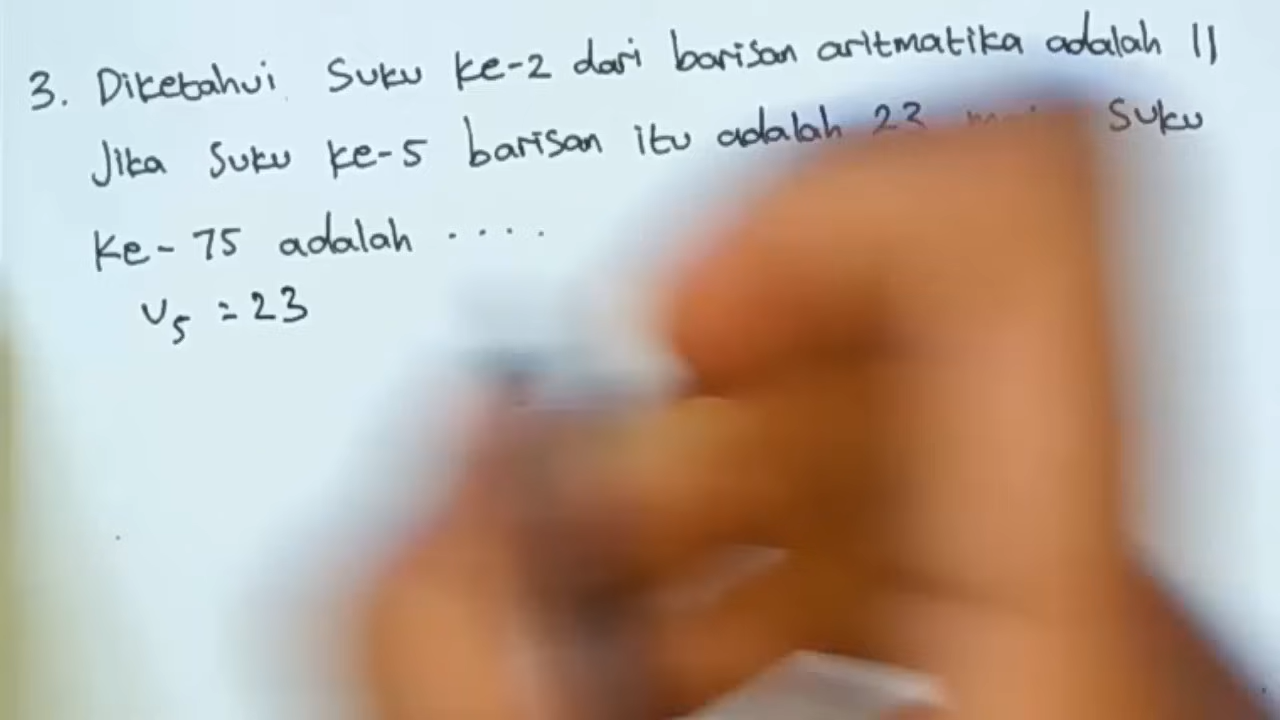 3. Diketahui Suku ke-2 dari barisan aritmatika adalah 11
Jika Suku ke-5 barisan itu adalah 23 Suku
Ke-75 adalah ....
U5 = 23